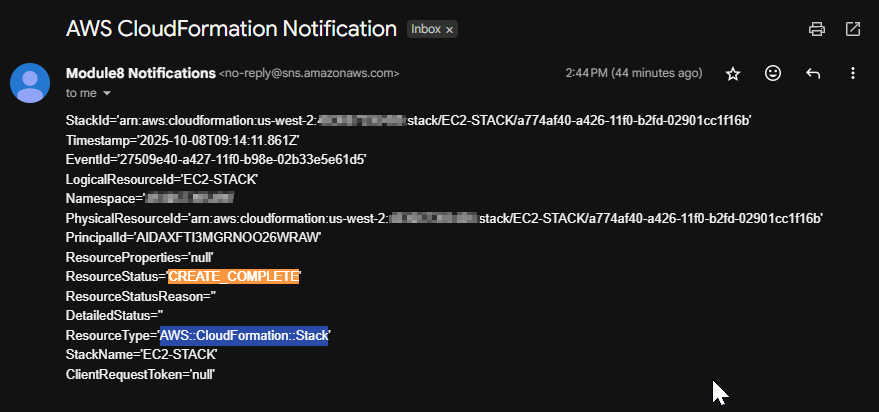 AWS CloudFormation Notification Inbox x
Module8 Notifications <no-reply@sns.amazonaws.com> 2:44 PM (44 minutes ago)
to me
StackId='arn:aws:cloudformation:us-west-2: :stack/EC2-STACK/a774af40-a426-11f0-b2fd-02901cc1f16b'
Timestamp='2025-10-08T09:14:11.861Z'
EventId='27509e40-a427-11f0-b98e-02b33e5e61d5'
LogicalResourceId='EC2-STACK'
Namespace='
PhysicalResourceId='arn:aws:cloudformation:us-west-2: stack/EC2-STACK/a774af40-a426-11f0-b2fd-02901cc1f16b'
PrincipalId='AIDAXFTI3MGRNOO26WRAW'
ResourceProperties='null'
ResourceStatus='CREATE_COMPLETE'
ResourceStatusReason=''
DetailedStatus=''
ResourceType='AWS::CloudFormation::Stack'
StackName='EC2-STACK'
ClientRequestToken='null'